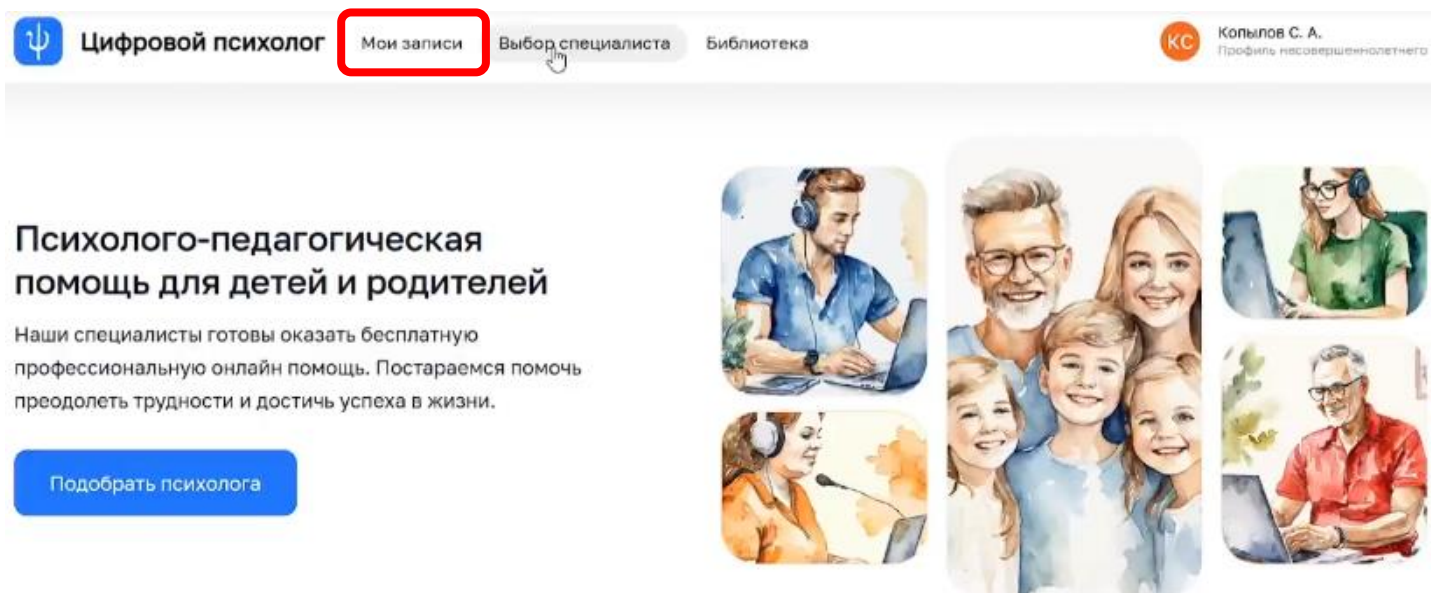 Ψ Цифровой психолог Мои записи Выбор специалиста Библиотека КС Копылов С. А.
Профиль несовершеннолетнего
Психолого-педагогическая
помощь для детей и родителей
Наши специалисты готовы оказать бесплатную
профессиональную онлайн помощь. Постараемся помочь
преодолеть трудности и достичь успеха в жизни.
Подобрать психолога